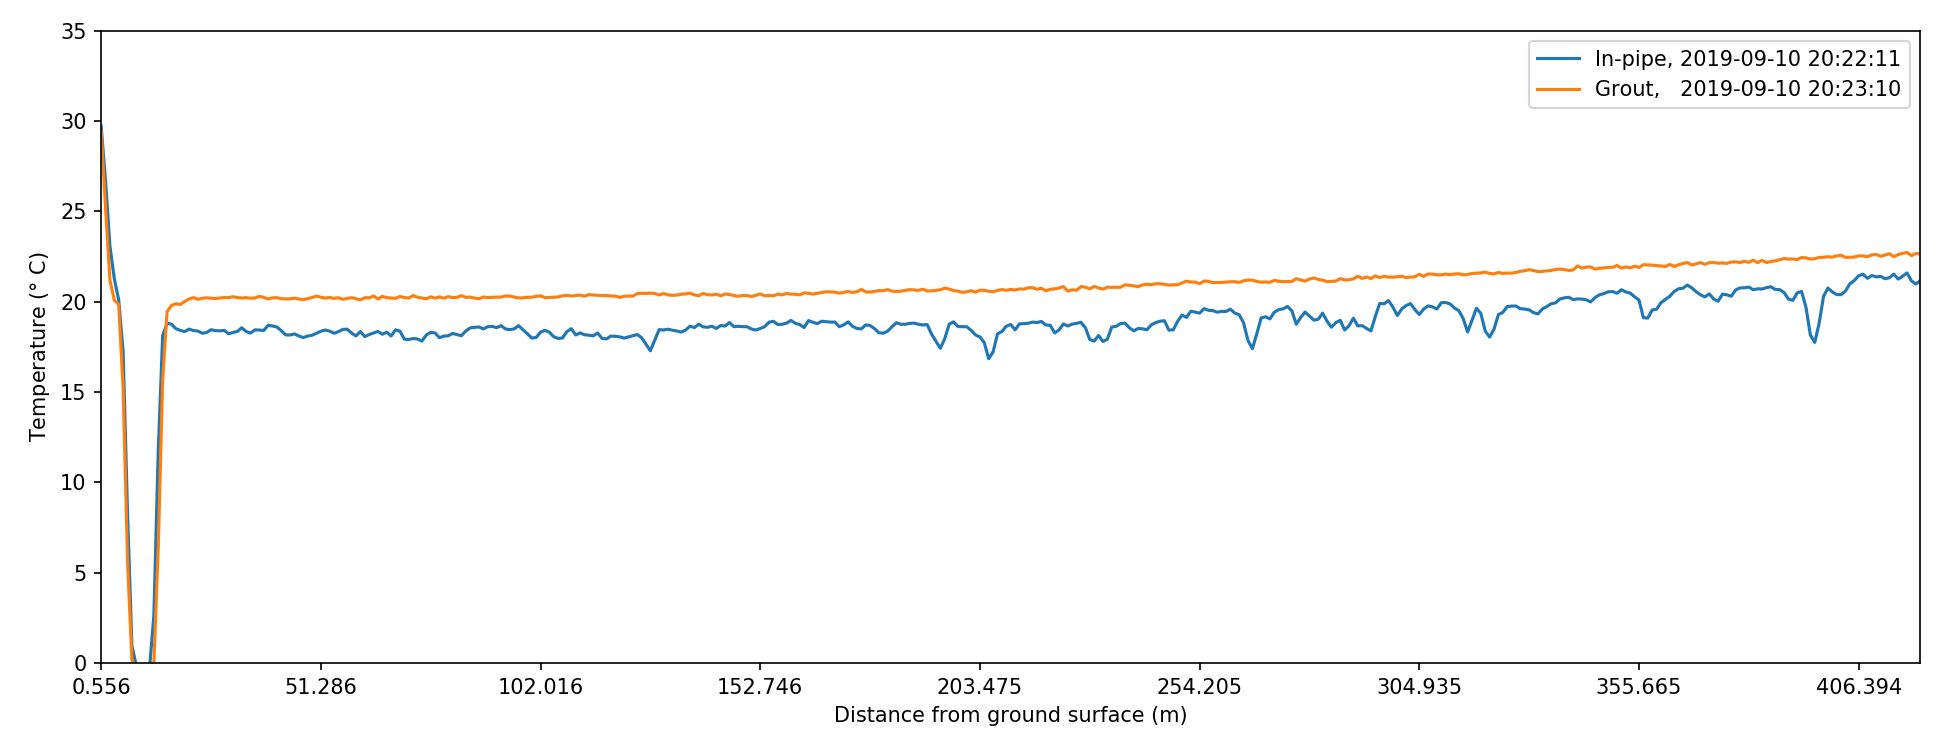 35
30
25
20
15
10
5
0
Temperature (° C)
In-pipe, 2019-09-10 20:22:11
Grout,   2019-09-10 20:23:10
0.556 51.286 102.016 152.746 203.475 254.205 304.935 355.665 406.394
Distance from ground surface (m)